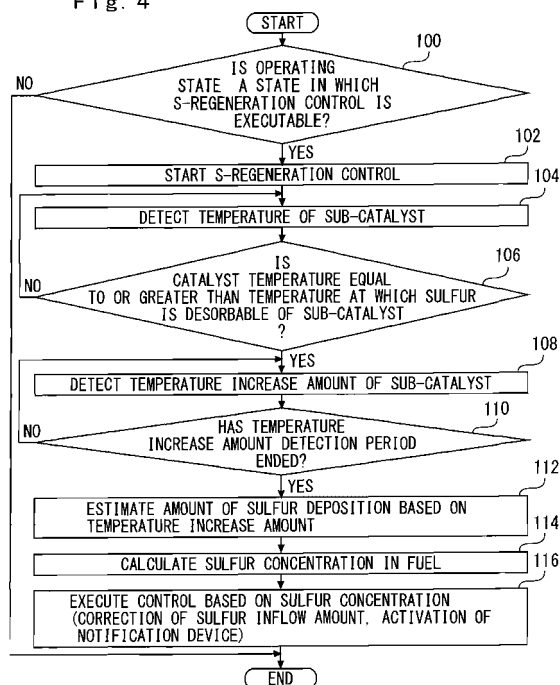 Fig. 4
START
100
IS OPERATING
STATE A STATE IN WHICH
S-REGENERATION CONTROL IS
EXECUTABLE?
NO
YES
102
START S-REGENERATION CONTROL
104
DETECT TEMPERATURE OF SUB-CATALYST
106
IS
CATALYST TEMPERATURE EQUAL
TO OR GREATER THAN TEMPERATURE AT WHICH SULFUR
IS DESORBABLE OF SUB-CATALYST
?
NO
YES
108
DETECT TEMPERATURE INCREASE AMOUNT OF SUB-CATALYST
110
HAS TEMPERATURE
INCREASE AMOUNT DETECTION PERIOD
ENDED?
NO
YES
112
ESTIMATE AMOUNT OF SULFUR DEPOSITION BASED ON
TEMPERATURE INCREASE AMOUNT
114
CALCULATE SULFUR CONCENTRATION IN FUEL
116
EXECUTE CONTROL BASED ON SULFUR CONCENTRATION
(CORRECTION OF SULFUR INFLOW AMOUNT, ACTIVATION OF
NOTIFICATION DEVICE)
END